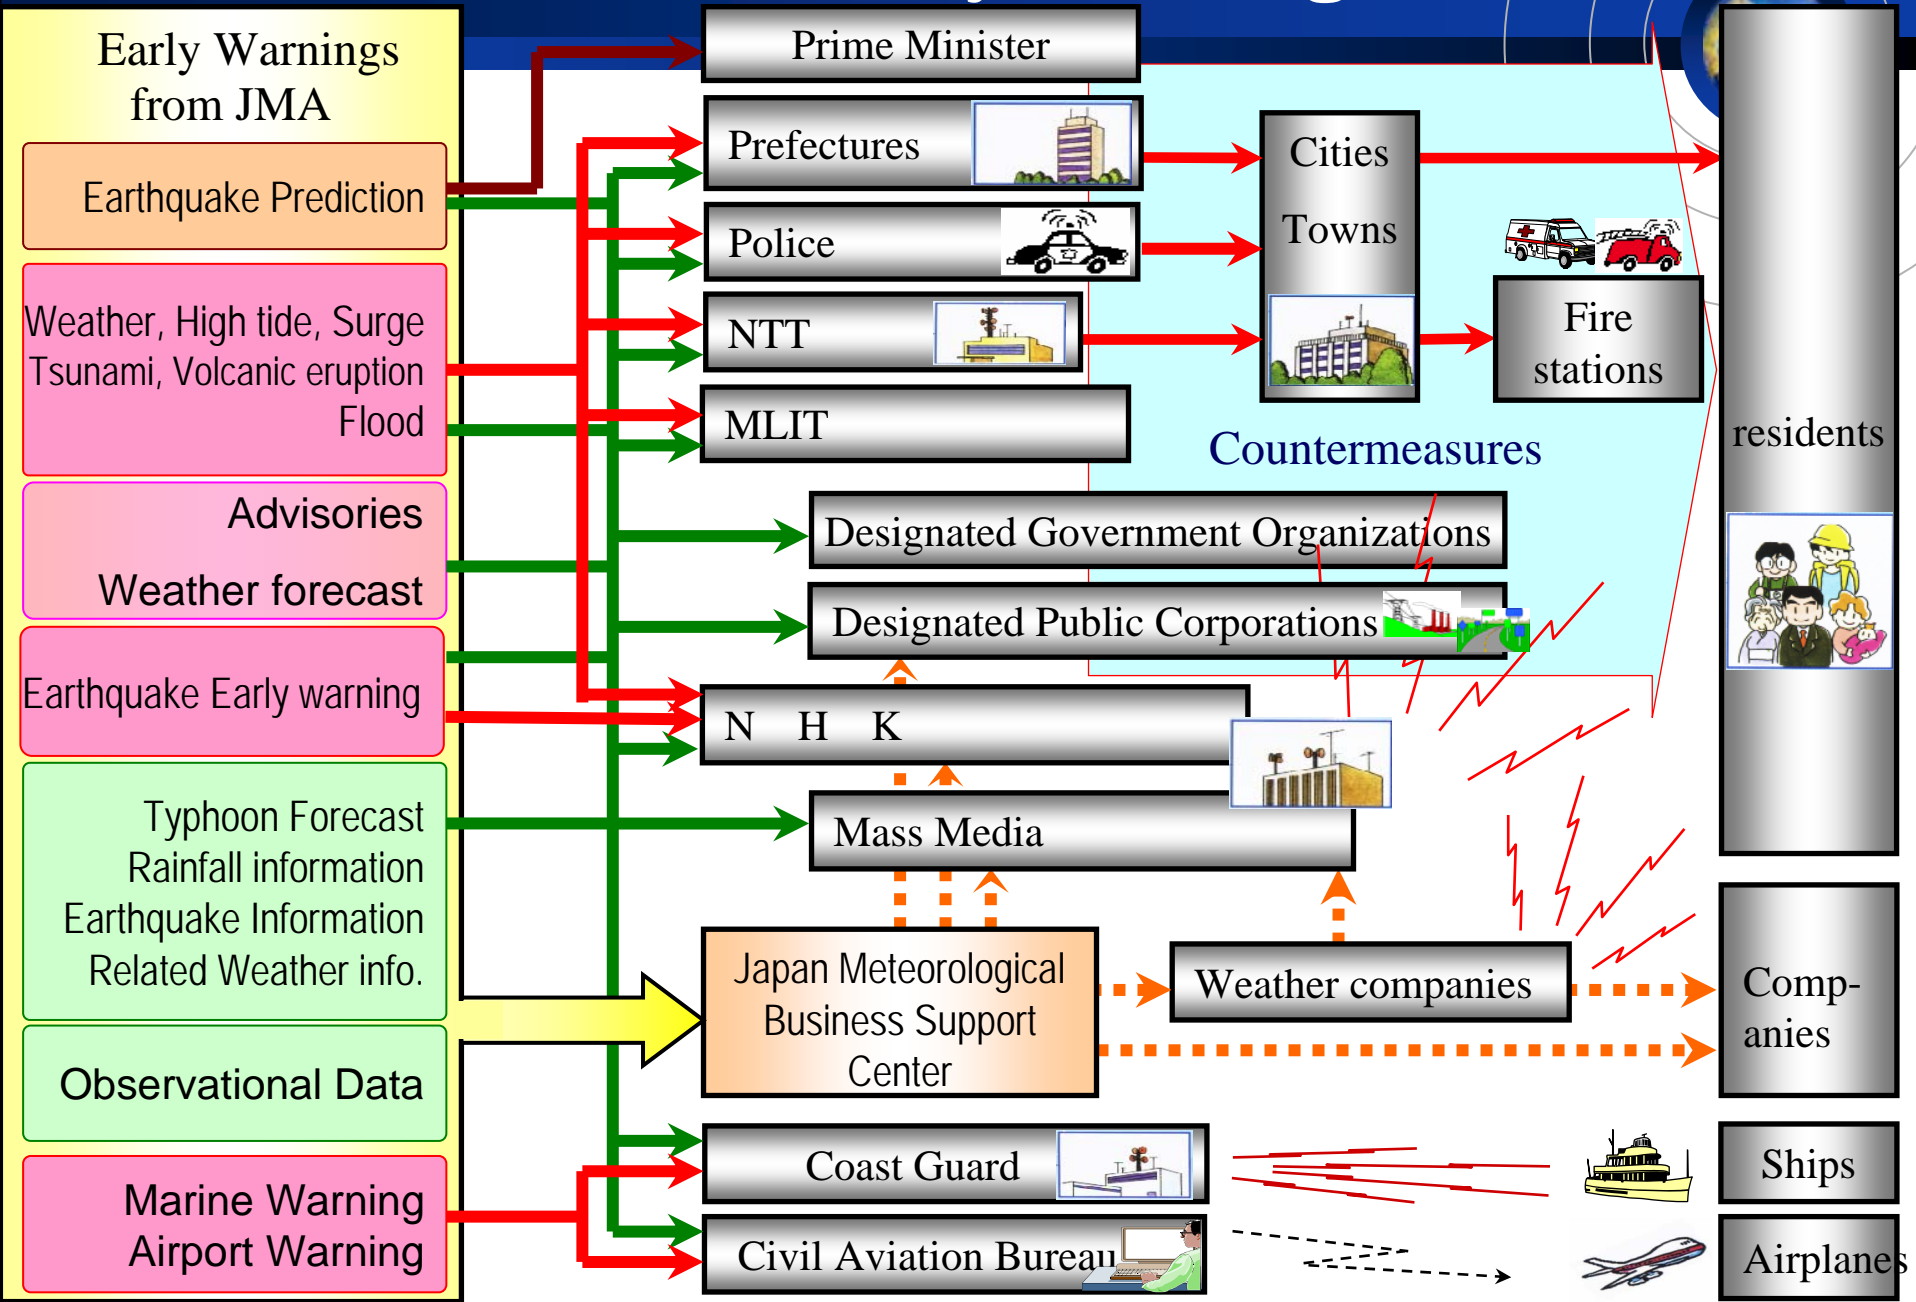 Early Warnings
from JMA
Earthquake Prediction
Weather, High tide, Surge
Tsunami, Volcanic eruption
Flood
Advisories
Weather forecast
Earthquake Early warning
Typhoon Forecast
Rainfall information
Earthquake Information
Related Weather info.
Observational Data
Marine Warning
Airport Warning
Prime Minister
Prefectures
Police
NTT
MLIT
Designated Government Organizations
Designated Public Corporations
N H K
Mass Media
Japan Meteorological
Business Support
Center
Weather companies
Coast Guard
Civil Aviation Bureau
Cities
Towns
Fire
stations
Countermeasures
residents
Comp-
anies
Ships
Airplanes